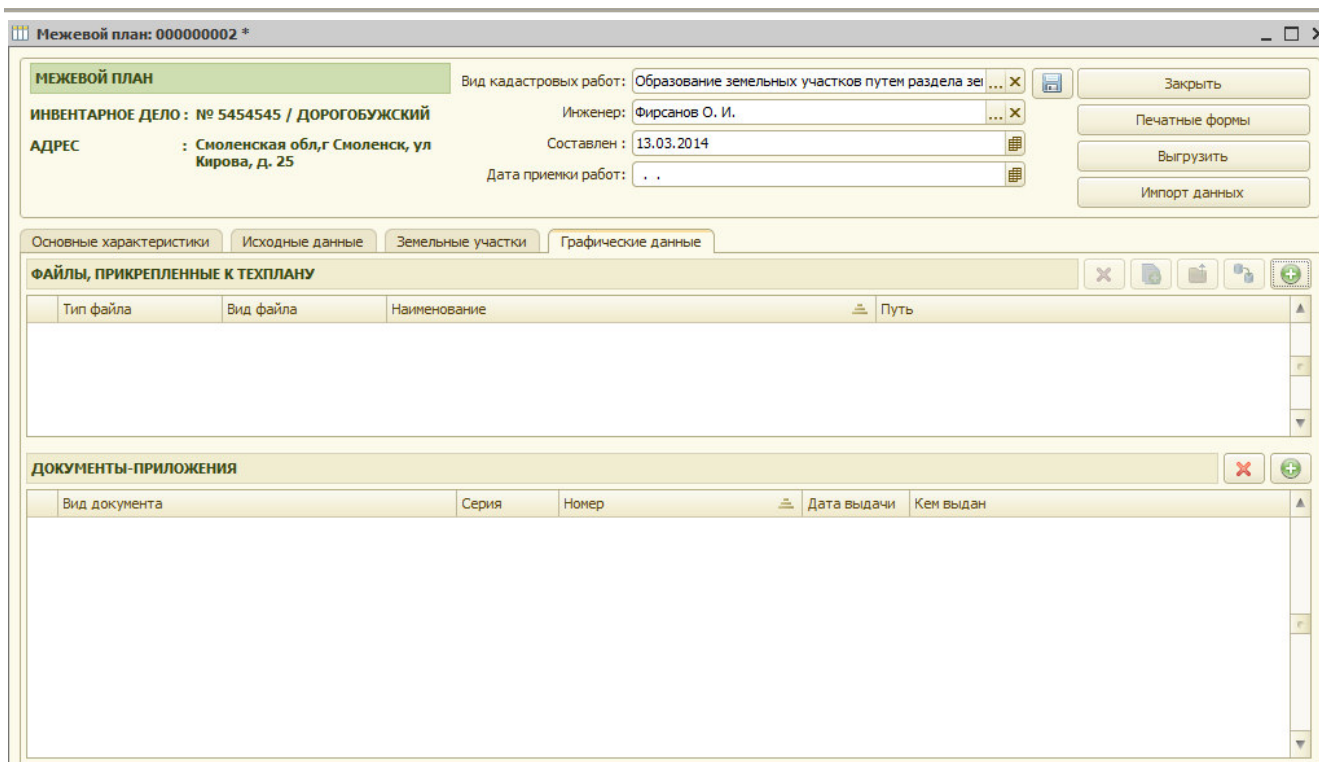 Межевой план: 000000002 *
МЕЖЕВОЙ ПЛАН
Вид кадастровых работ: Образование земельных участков путем раздела зе ...
Закрыть
ИНВЕНТАРНОЕ ДЕЛО : № 5454545 / ДОРОГОБУЖСКИЙ
Инженер: Фирсанов О. И. ...
Печатные формы
АДРЕС : Смоленская обл,г Смоленск, ул
Кирова, д. 25
Составлен : 13.03.2014
Выгрузить
Дата приемки работ: . .
Импорт данных
Основные характеристики Исходные данные Земельные участки Графические данные
ФАЙЛЫ, ПРИКРЕПЛЕННЫЕ К ТЕХПЛАНУ
Тип файла Вид файла Наименование Путь
ДОКУМЕНТЫ-ПРИЛОЖЕНИЯ
Вид документа Серия Номер Дата выдачи Кем выдан